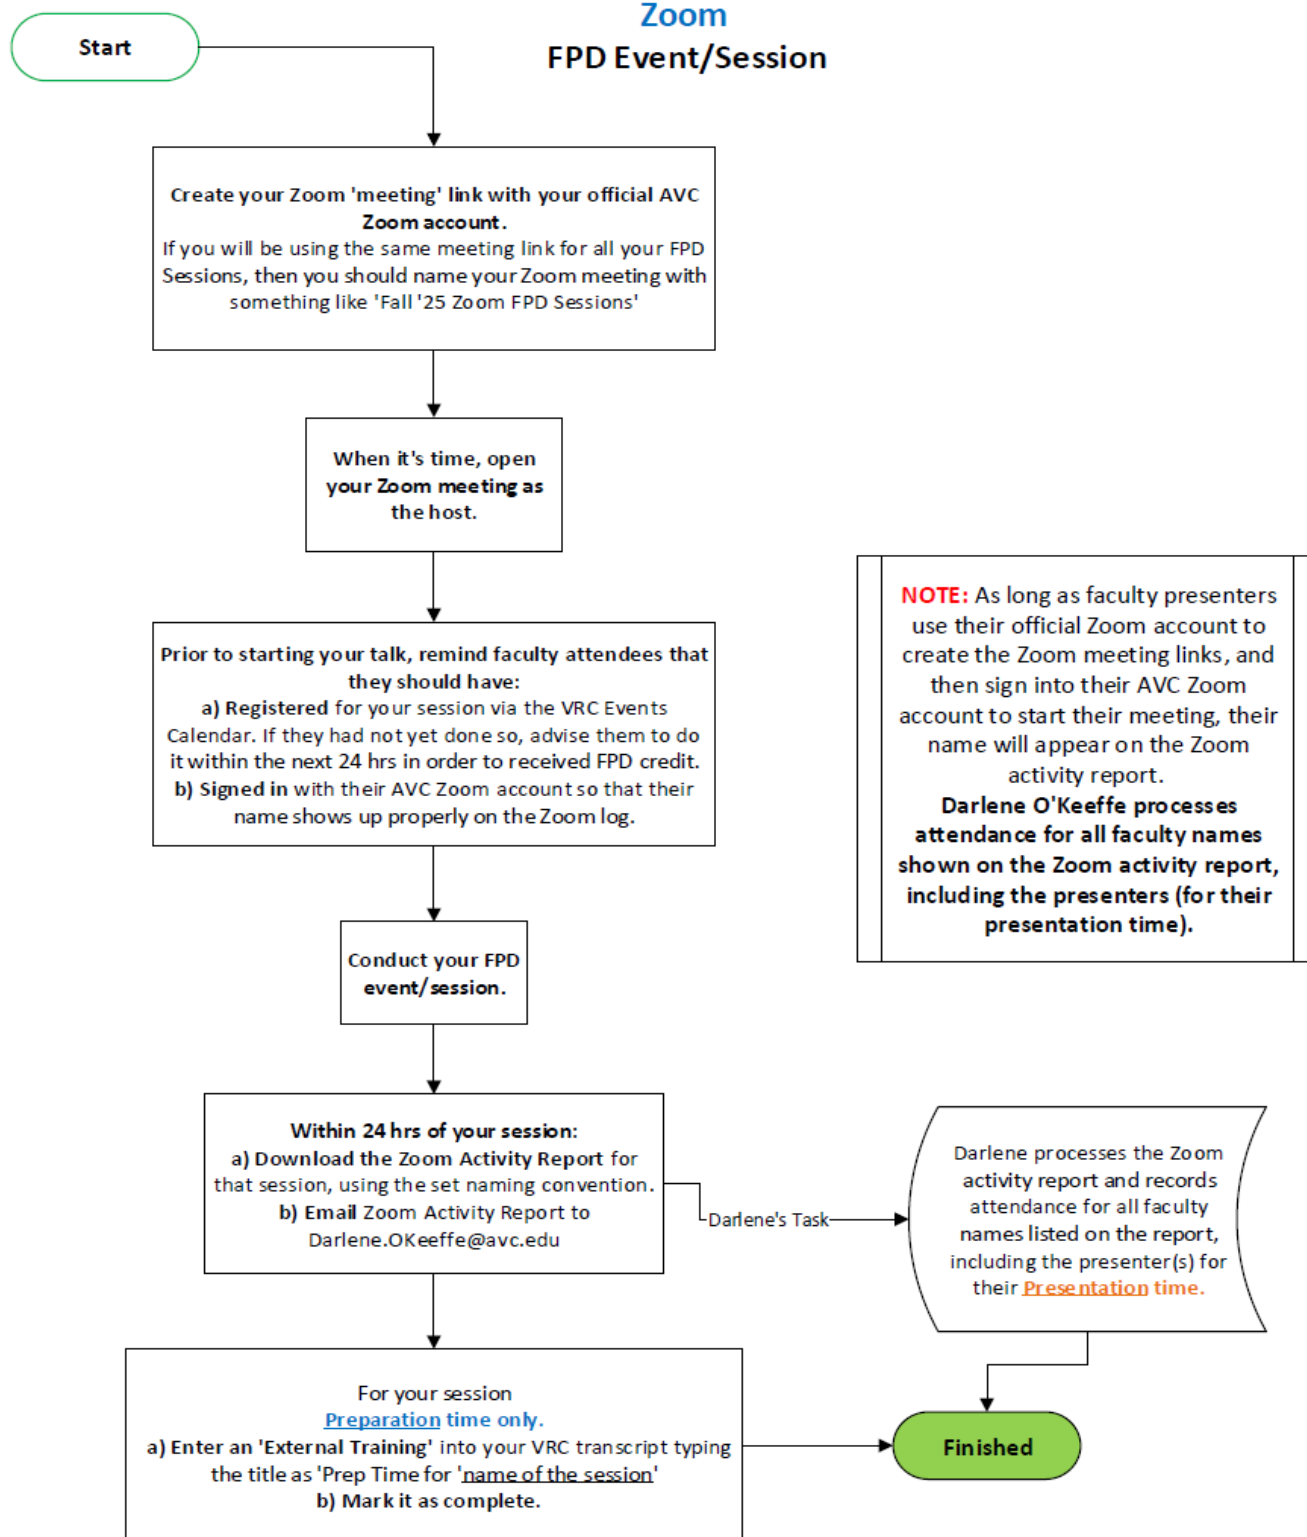 Zoom
FPD Event/Session
Start
Create your Zoom 'meeting' link with your official AVC
Zoom account.
If you will be using the same meeting link for all your FPD
Sessions, then you should name your Zoom meeting with
something like 'Fall '25 Zoom FPD Sessions'
When it's time, open
your Zoom meeting as
the host.
Prior to starting your talk, remind faculty attendees that
they should have:
a) Registered for your session via the VRC Events
Calendar. If they had not yet done so, advise them to do
it within the next 24 hrs in order to received FPD credit.
b) Signed in with their AVC Zoom account so that their
name shows up properly on the Zoom log.
NOTE: As long as faculty presenters
use their official Zoom account to
create the Zoom meeting links, and
then sign into their AVC Zoom
account to start their meeting, their
name will appear on the Zoom
activity report.
Darlene O'Keeffe processes
attendance for all faculty names
shown on the Zoom activity report,
including the presenters (for their
presentation time).
Conduct your FPD
event/session.
Within 24 hrs of your session:
a) Download the Zoom Activity Report for
that session, using the set naming convention.
b) Email Zoom Activity Report to
Darlene.OKeeffe@avc.edu
Darlene's Task
Darlene processes the Zoom
activity report and records
attendance for all faculty
names listed on the report,
including the presenter(s) for
their Presentation time.
For your session
Preparation time only.
a) Enter an 'External Training' into your VRC transcript typing
the title as 'Prep Time for 'name of the session'
b) Mark it as complete.
Finished